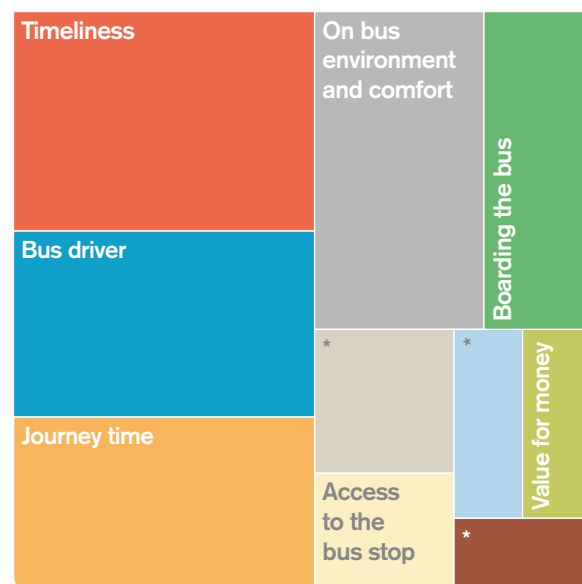 Timeliness
On bus
environment
and comfort
Boarding the bus
Bus driver
*
*
Value for money
Journey time
Access
to the
bus stop
*